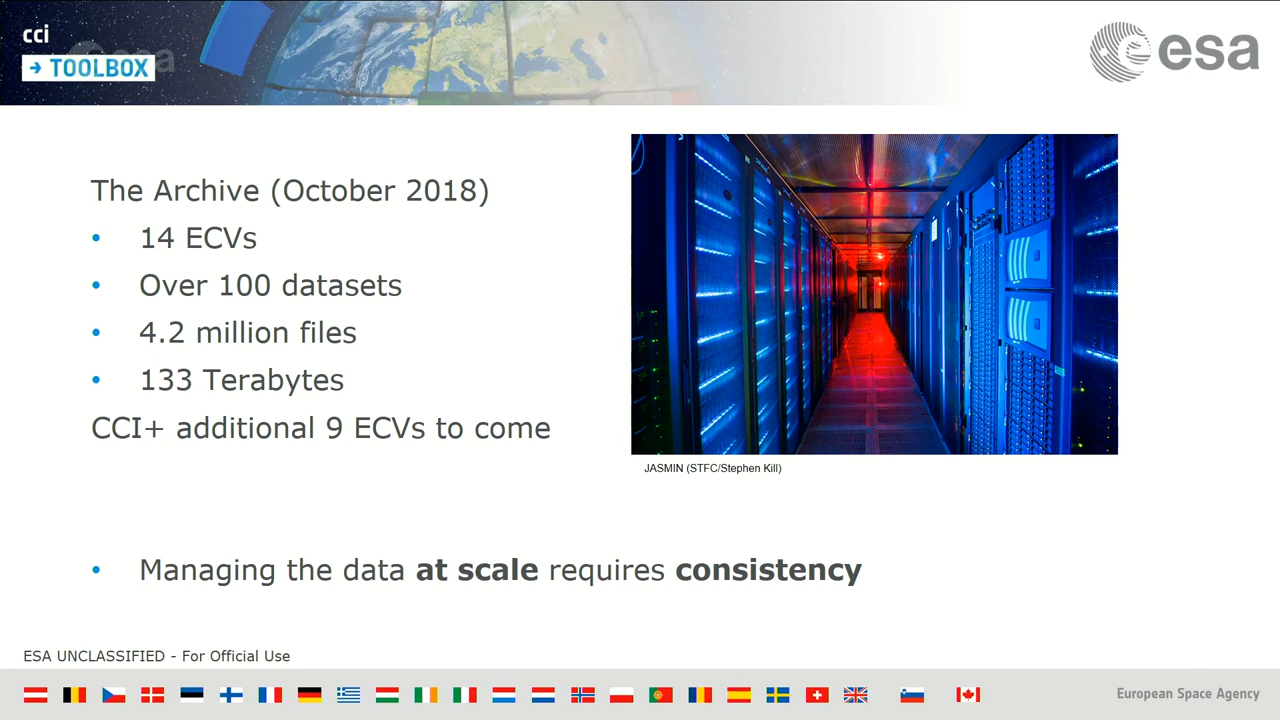 cci
→ TOOLBOX
esa
The Archive (October 2018)
• 14 ECVs
• Over 100 datasets
• 4.2 million files
• 133 Terabytes
CCI+ additional 9 ECVs to come
JASMIN (STFC/Stephen Kill)
• Managing the data at scale requires consistency
ESA UNCLASSIFIED - For Official Use
European Space Agency